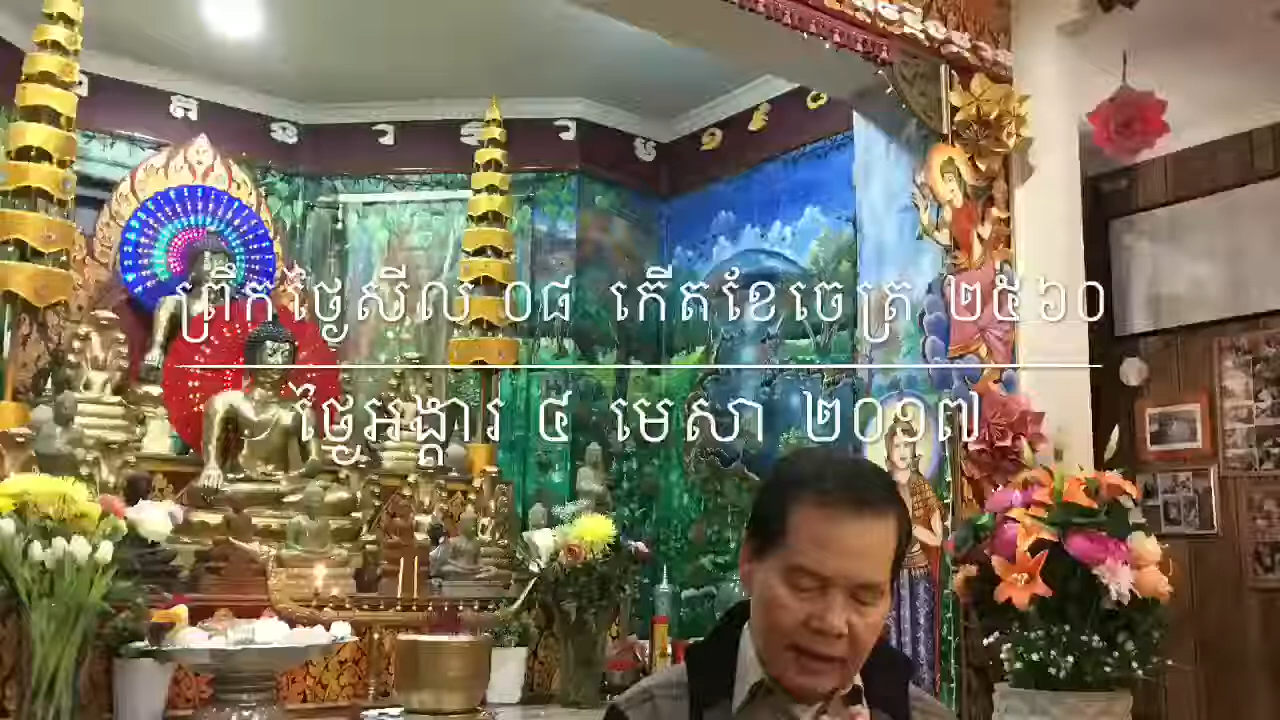 ព្រឹកថ្ងៃសីល ០៨ កើតខែចេត្រ ២៥៦០
ថ្ងៃអង្គារ ៤ មេសា ២០១៧